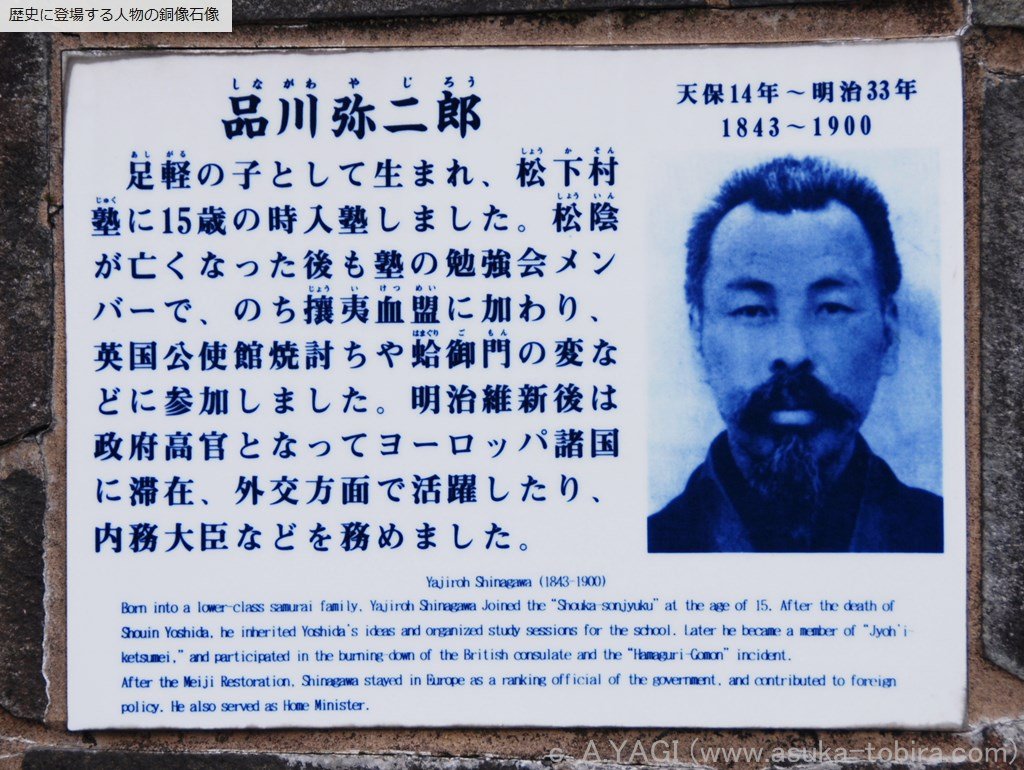 歴史に登場する人物の銅像石像
しながわ や じろう
品川弥二郎
天保14年～明治33年
1843～1900
あしがる しょう か そん
足軽の子として生まれ、松下村
じゅく しょう いん
塾に15歳の時入塾しました。松陰
が亡くなった後も塾の勉強会メン
じょう い けつ めい
バーで、のち攘夷血盟に加わり、
はまぐり ご もん
英国公使館焼討ちや蛤御門の変な
どに参加しました。明治維新後は
政府高官となってヨーロッパ諸国
に滞在、外交方面で活躍したり、
内務大臣などを務めました。
Yajiroh Shinagawa (1843-1900)
Born into a lower-class samurai family, Yajiroh Shinagawa Joined the "Shouka-sonjyuku" at the age of 15. After the death of
Shouin Yoshida, he inherited Yoshida's ideas and organized study sessions for the school. Later he became a member of "Jyoh'i-
ketsumei," and participated in the burning-down of the British consulate and the "Hamaguri-Gomon" incident.
After the Meiji Restoration, Shinagawa stayed in Europe as a ranking official of the government, and contributed to foreign
policy. He also served as Home Minister.
c. A.YAGI (www.asuka-tobira.com)